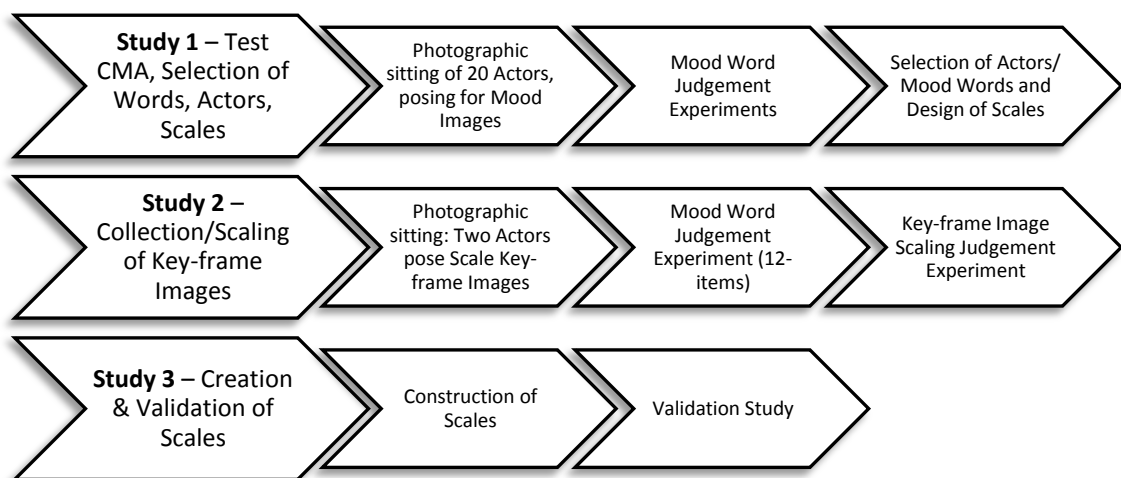 Study 1 – Test
CMA, Selection of
Words, Actors,
Scales
Photographic
sitting of 20 Actors,
posing for Mood
Images
Mood Word
Judgement
Experiments
Selection of Actors/
Mood Words and
Design of Scales
Study 2 –
Collection/Scaling
of Key-frame
Images
Photographic
sitting: Two Actors
pose Scale Key-
frame Images
Mood Word
Judgement
Experiment (12-
items)
Key-frame Image
Scaling Judgement
Experiment
Study 3 – Creation
& Validation of
Scales
Construction of
Scales
Validation Study